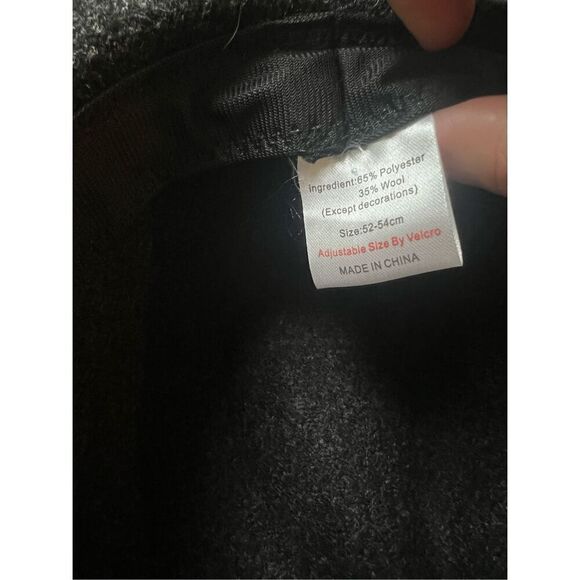 Ingredient:65% Polyester
35% Wool
(Except decorations)
Size:52-54cm
Adjustable Size By Velcro
MADE IN CHINA